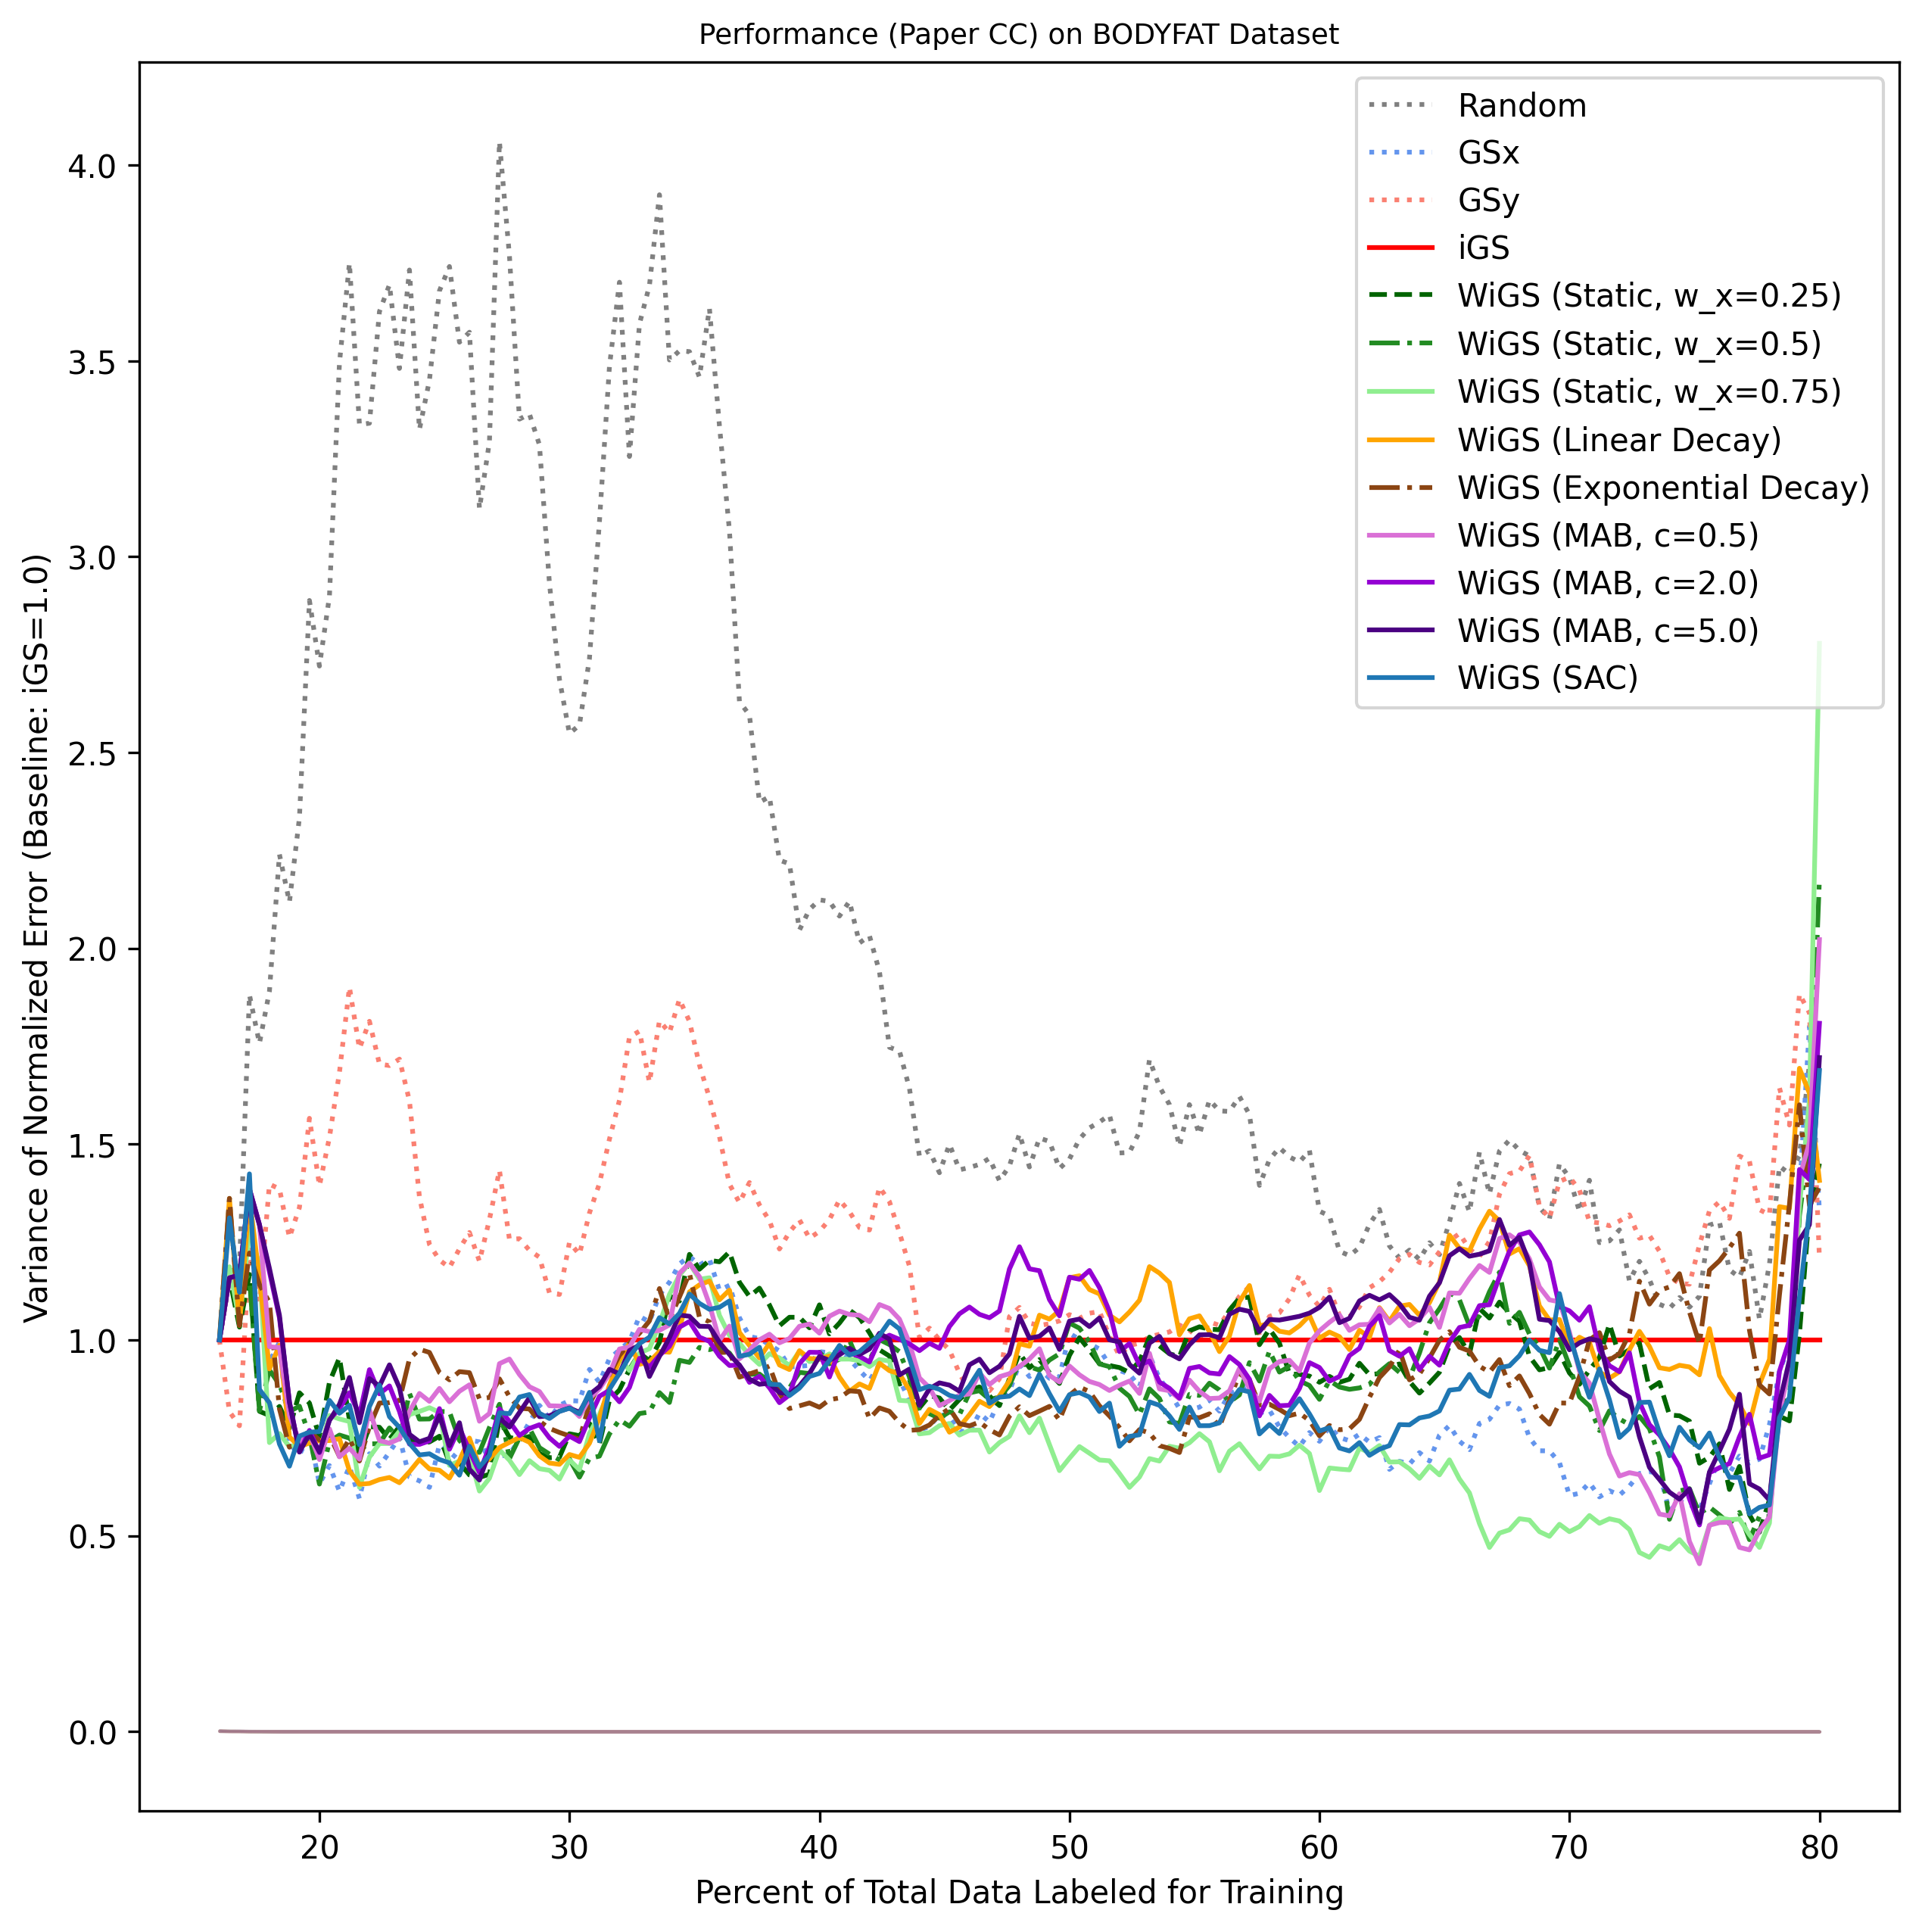 Performance (Paper CC) on BODYFAT Dataset
Variance of Normalized Error (Baseline: iGS=1.0)
4.0
3.5
3.0
2.5
2.0
1.5
1.0
0.5
0.0
Random
GSx
GSy
iGS
WiGS (Static, w_x=0.25)
WiGS (Static, w_x=0.5)
WiGS (Static, w_x=0.75)
WiGS (Linear Decay)
WiGS (Exponential Decay)
WiGS (MAB, c=0.5)
WiGS (MAB, c=2.0)
WiGS (MAB, c=5.0)
WiGS (SAC)
20 30 40 50 60 70 80
Percent of Total Data Labeled for Training